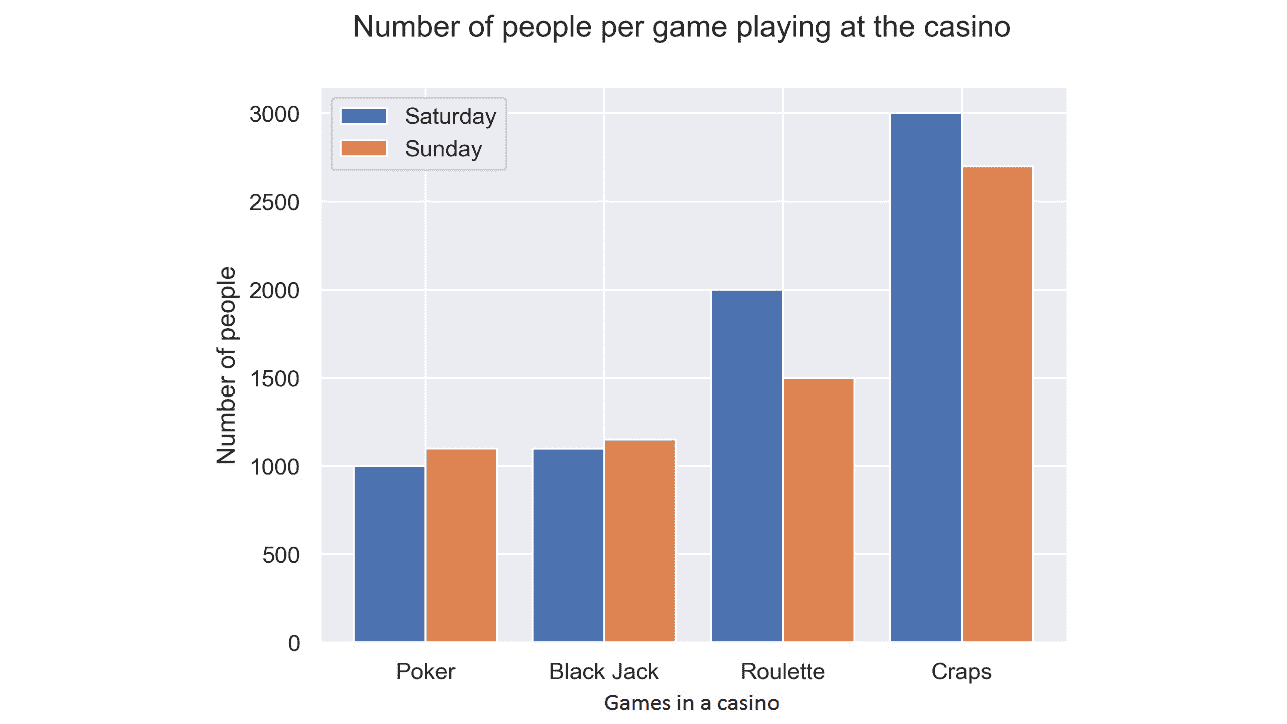 Number of people per game playing at the casino
Saturday
Sunday
3000
2500
2000
1500
1000
500
0
Number of people
Poker Black Jack Roulette Craps
Games in a casino